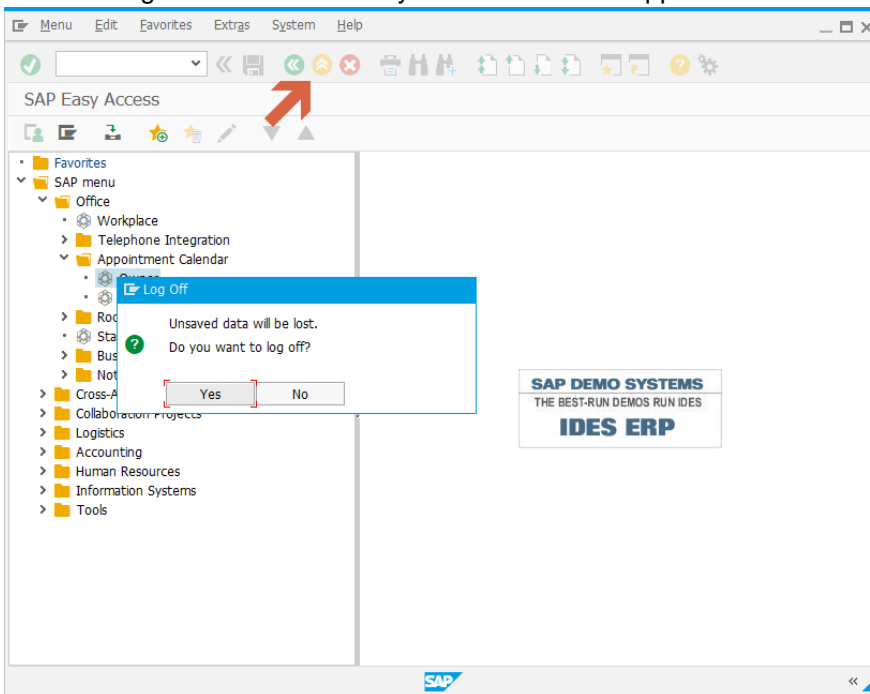 Menu Edit Favorites Extras System Help
SAP Easy Access
Favorites
SAP menu
Office
Workplace
Telephone Integration
Appointment Calendar
Log Off
Unsaved data will be lost.
Do you want to log off?
Yes No
Cross-A
Collaboration Projects
Logistics
Accounting
Human Resources
Information Systems
Tools
SAP DEMO SYSTEMS
THE BEST-RUN DEMOS RUN IDES
IDES ERP
SAP